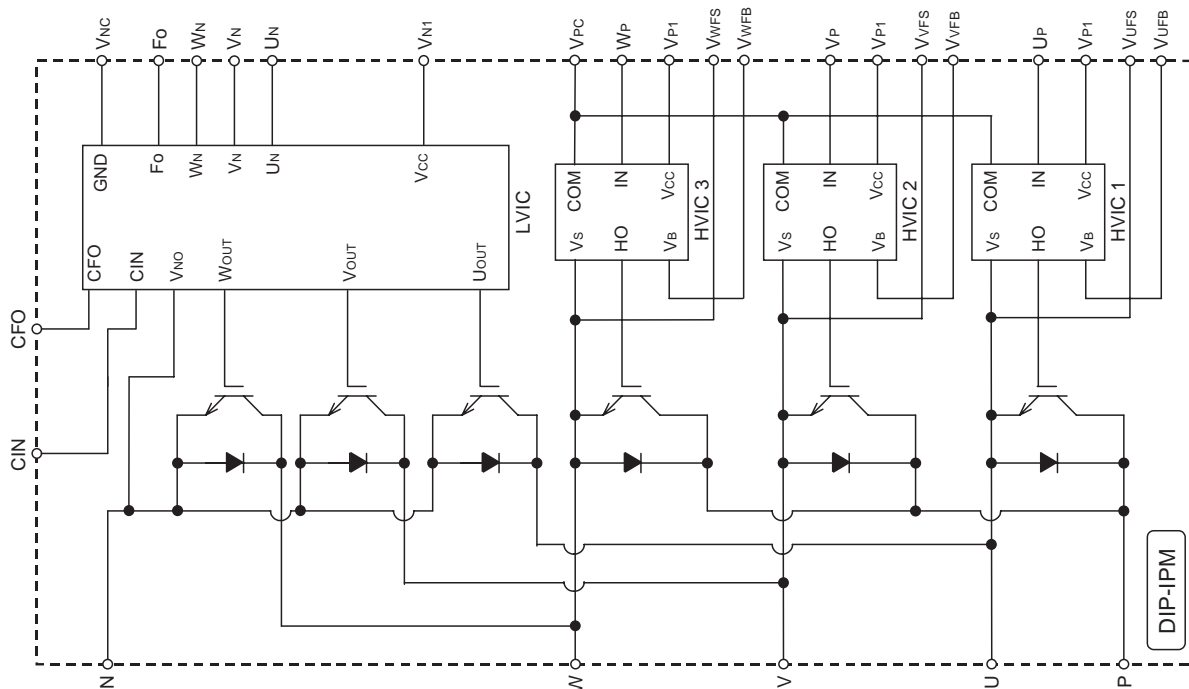 VNC
FO
WN
VN
UN
VN1
VPC
WP
VP1
VWFS
VWFB
VP
VP1
VVFS
VVFB
UP
VP1
VUFS
VUFB
GND
FO
WN
VN
UN
VCC
LVIC
CFO
CIN
VNO
WOUT
VOUT
UOUT
COM
IN
VCC
VS
HO
VB
HVIC 3
COM
IN
VCC
VS
HO
VB
HVIC 2
COM
IN
VCC
VS
HO
VB
HVIC 1
CFO
CIN
N
W
V
U
P
DIP-IPM